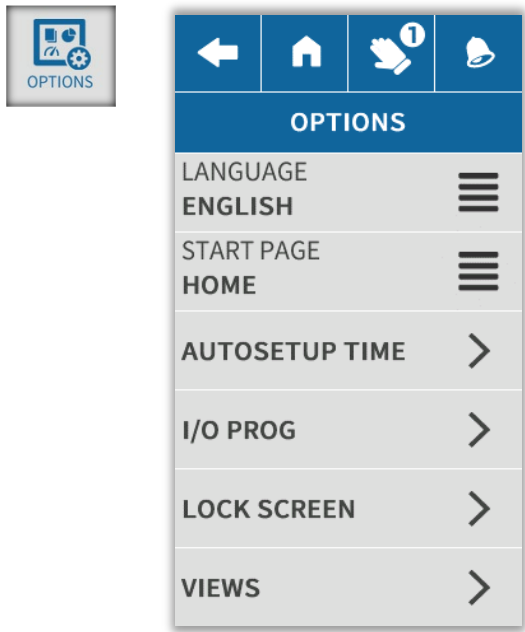 OPTIONS
1
OPTIONS
LANGUAGE
ENGLISH
START PAGE
HOME
AUTOSETUP TIME
I/O PROG
LOCK SCREEN
VIEWS